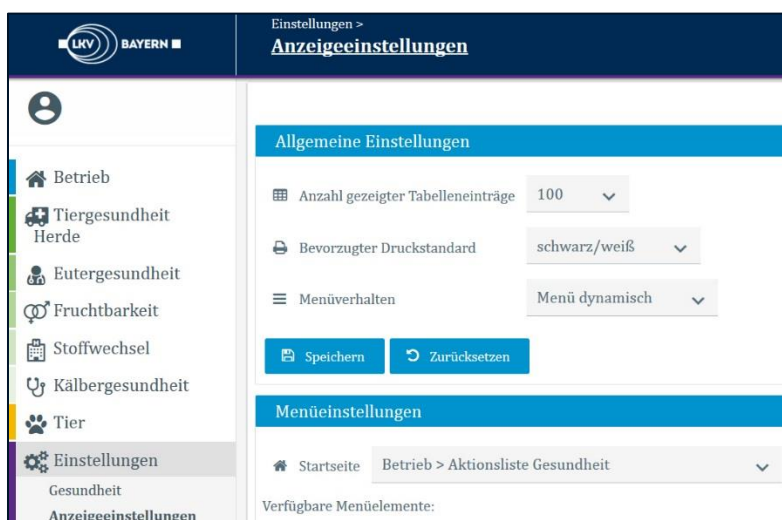 LKV BAYERN
Einstellungen >
Anzeigeeinstellungen
Betrieb
Tiergesundheit
Herde
Eutergesundheit
Fruchtbarkeit
Stoffwechsel
Kälbergesundheit
Tier
Einstellungen
Gesundheit
Anzeigeeinstellungen
Allgemeine Einstellungen
Anzahl gezeigter Tabelleneinträge 100
Bevorzugter Druckstandard schwarz/weiß
Menüverhalten Menü dynamisch
Speichern Zurücksetzen
Menüeinstellungen
Startseite Betrieb > Aktionsliste Gesundheit
Verfügbare Menüelemente: